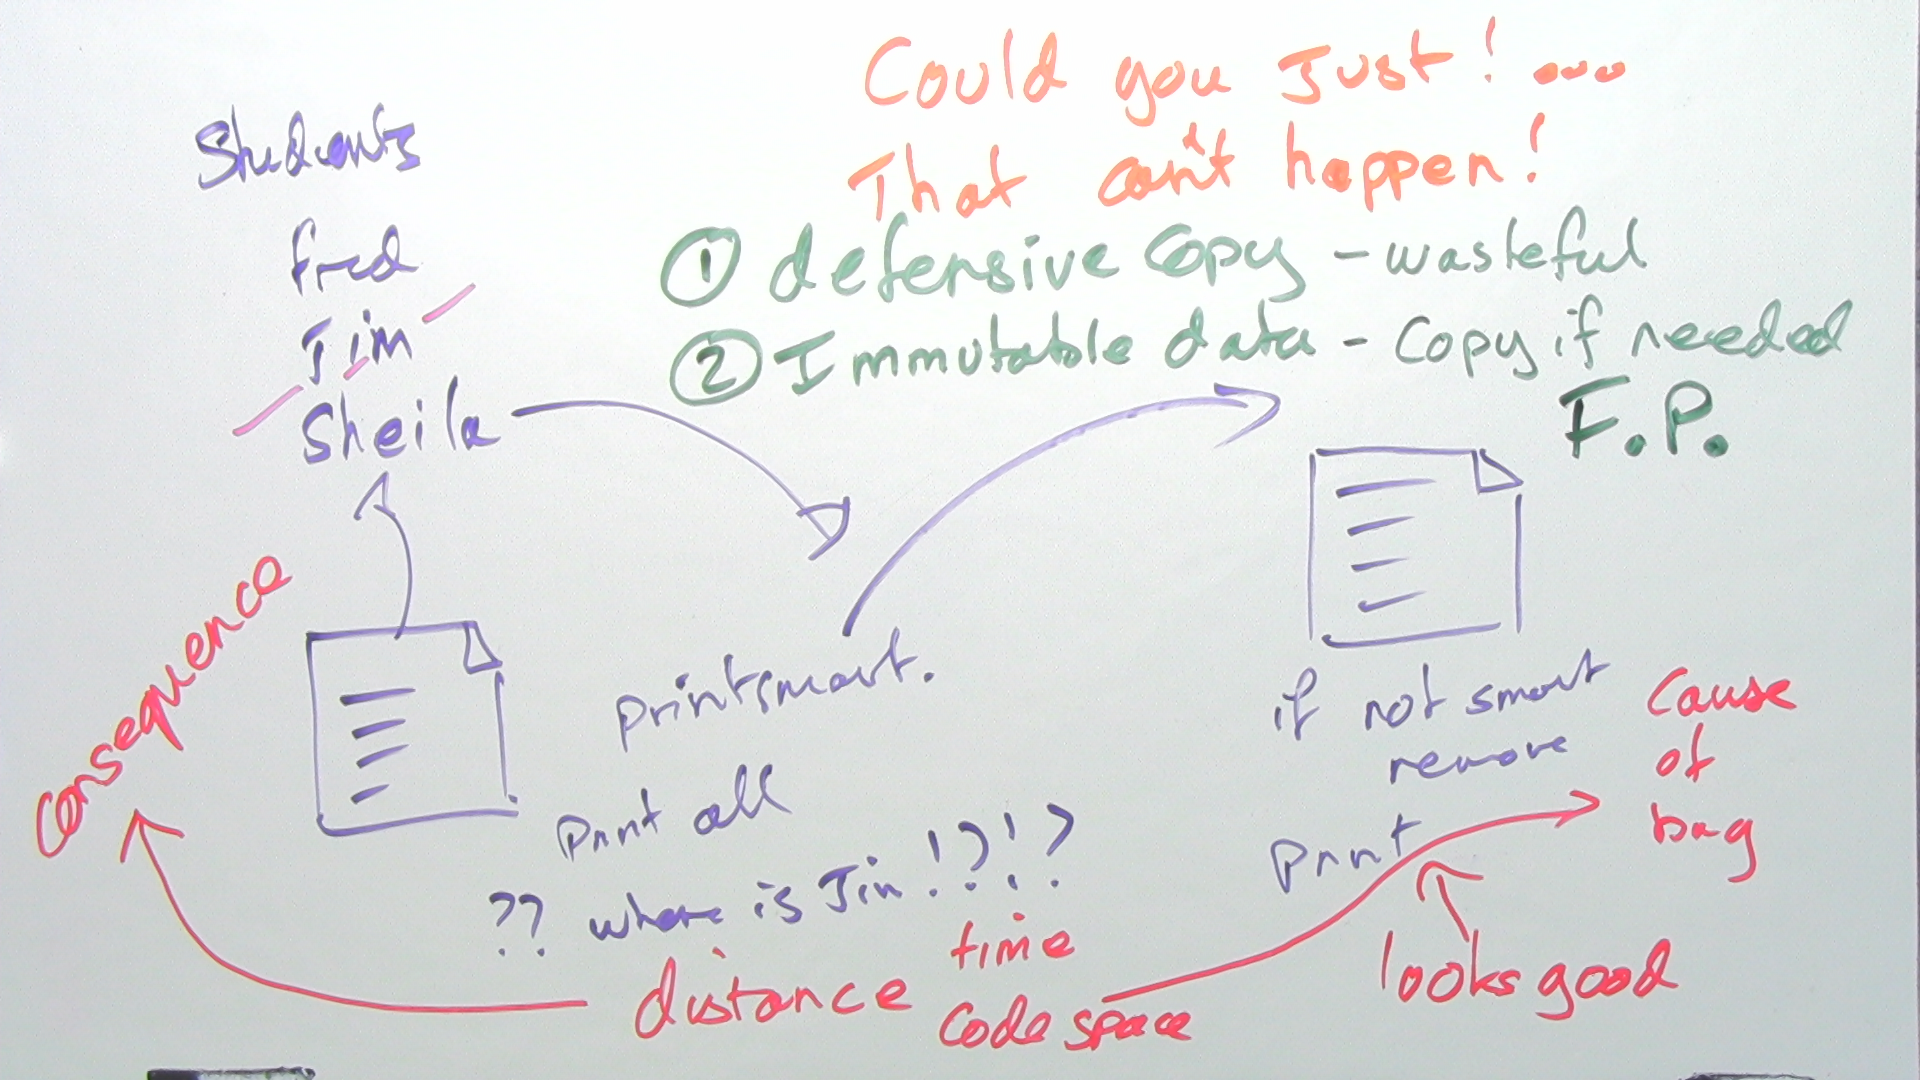 Could you Just! ...
That can't happen!
① defensive copy - wasteful
② Immutable data - Copy if needed
F.P.
Students
fred
Jim
Sheila
consequence
printsmart.
Print all
?? where is Jim !?!?
if not smart
remove
Print
Cause
of
bug
looks good
distance time
Code space